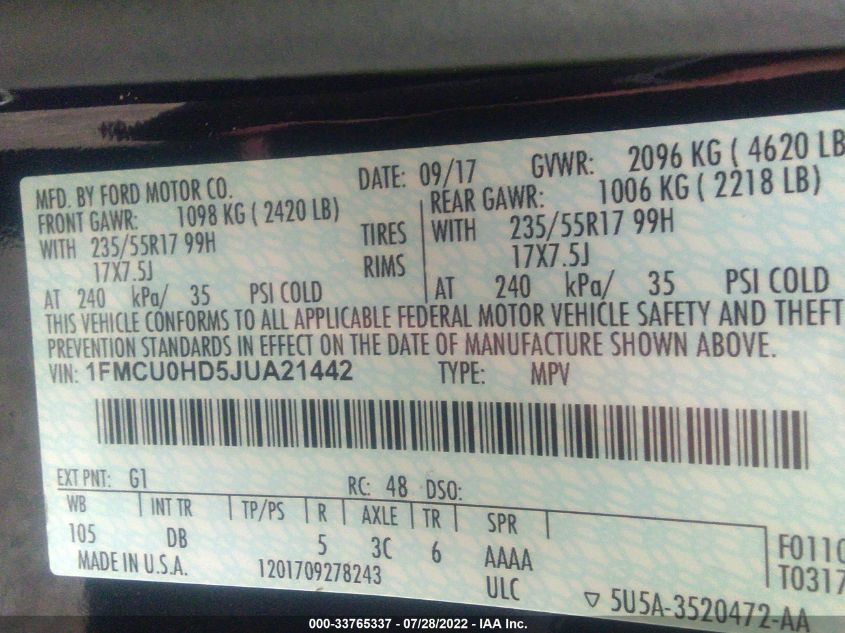 MFD. BY FORD MOTOR CO. DATE: 09/17 GVWR: 2096 KG ( 4620 LB
FRONT GAWR: 1098 KG ( 2420 LB) REAR GAWR: 1006 KG ( 2218 LB)
WITH 235/55R17 99H TIRES WITH 235/55R17 99H
17X7.5J RIMS 17X7.5J
AT 240 kPa/ 35 PSI COLD AT 240 kPa/ 35 PSI COLD
THIS VEHICLE CONFORMS TO ALL APPLICABLE FEDERAL MOTOR VEHICLE SAFETY AND THEFT
PREVENTION STANDARDS IN EFFECT ON THE DATE OF MANUFACTURE SHOWN ABOVE.
VIN: 1FMCU0HD5JUA21442 TYPE: MPV
EXT PNT: G1 RC: 48 DSO:
WB INT TR TP/PS R AXLE TR SPR
105 DB 5 3C 6 AAAA F0110
MADE IN U.S.A. 1201709278243 ULC T0317
▽ 5U5A-3520472-AA
000-33765337 - 07/28/2022 - IAA Inc.